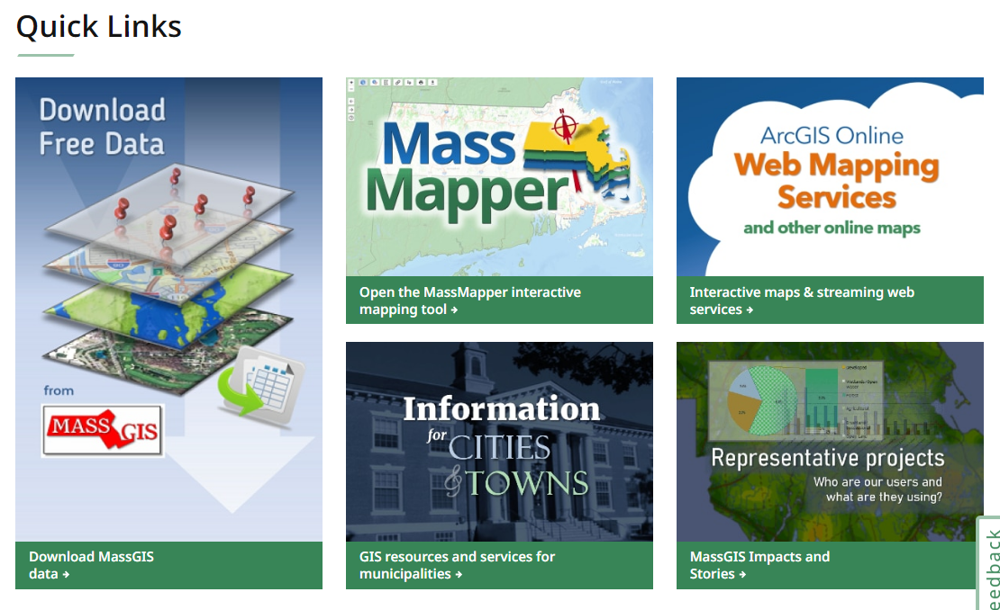 Quick Links
Download
Free Data
from
MASS GIS
Download MassGIS
data →
Mass
Mapper
Open the MassMapper interactive
mapping tool →
ArcGIS Online
Web Mapping
Services
and other online maps
Interactive maps & streaming web
services →
Information
for CITIES
& TOWNS
GIS resources and services for
municipalities →
Representative projects
Who are our users and
what are they using?
MassGIS Impacts and
Stories →
eedback